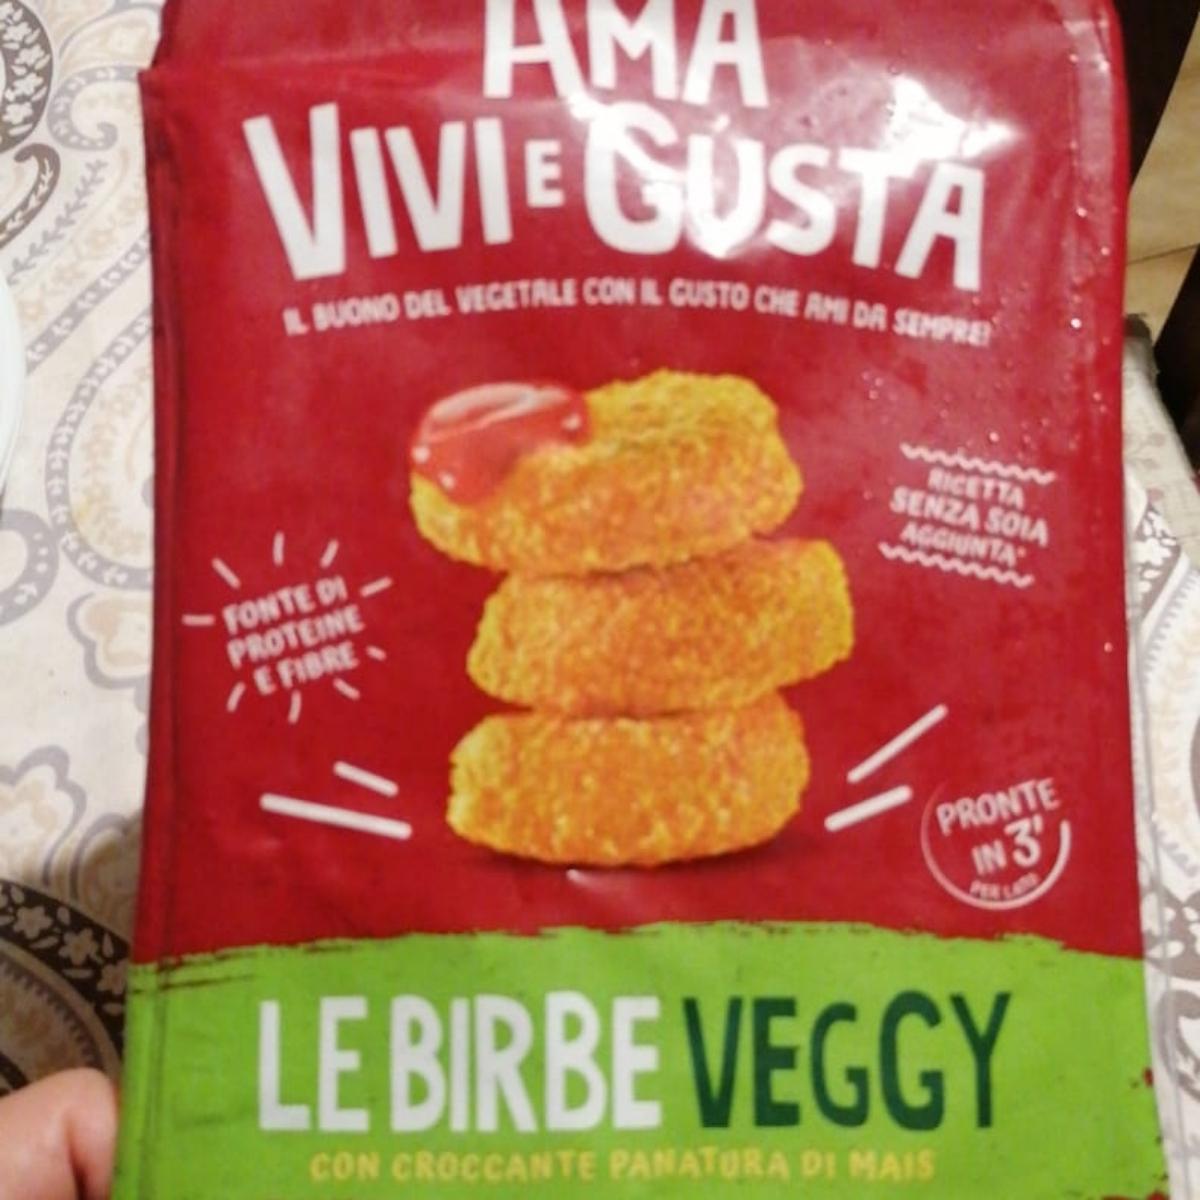 AMA
VIVI E GUSTA
IL BUONO DEL VEGETALE CON IL GUSTO CHE AMI DA SEMPRE!
RICETTA
SENZA SOIA
AGGIUNTA*
FONTE DI
PROTEINE
E FIBRE
PRONTE
IN 3'
PER LATO
LE BIRBE VEGGY
CON CROCCANTE PANATURA DI MAIS